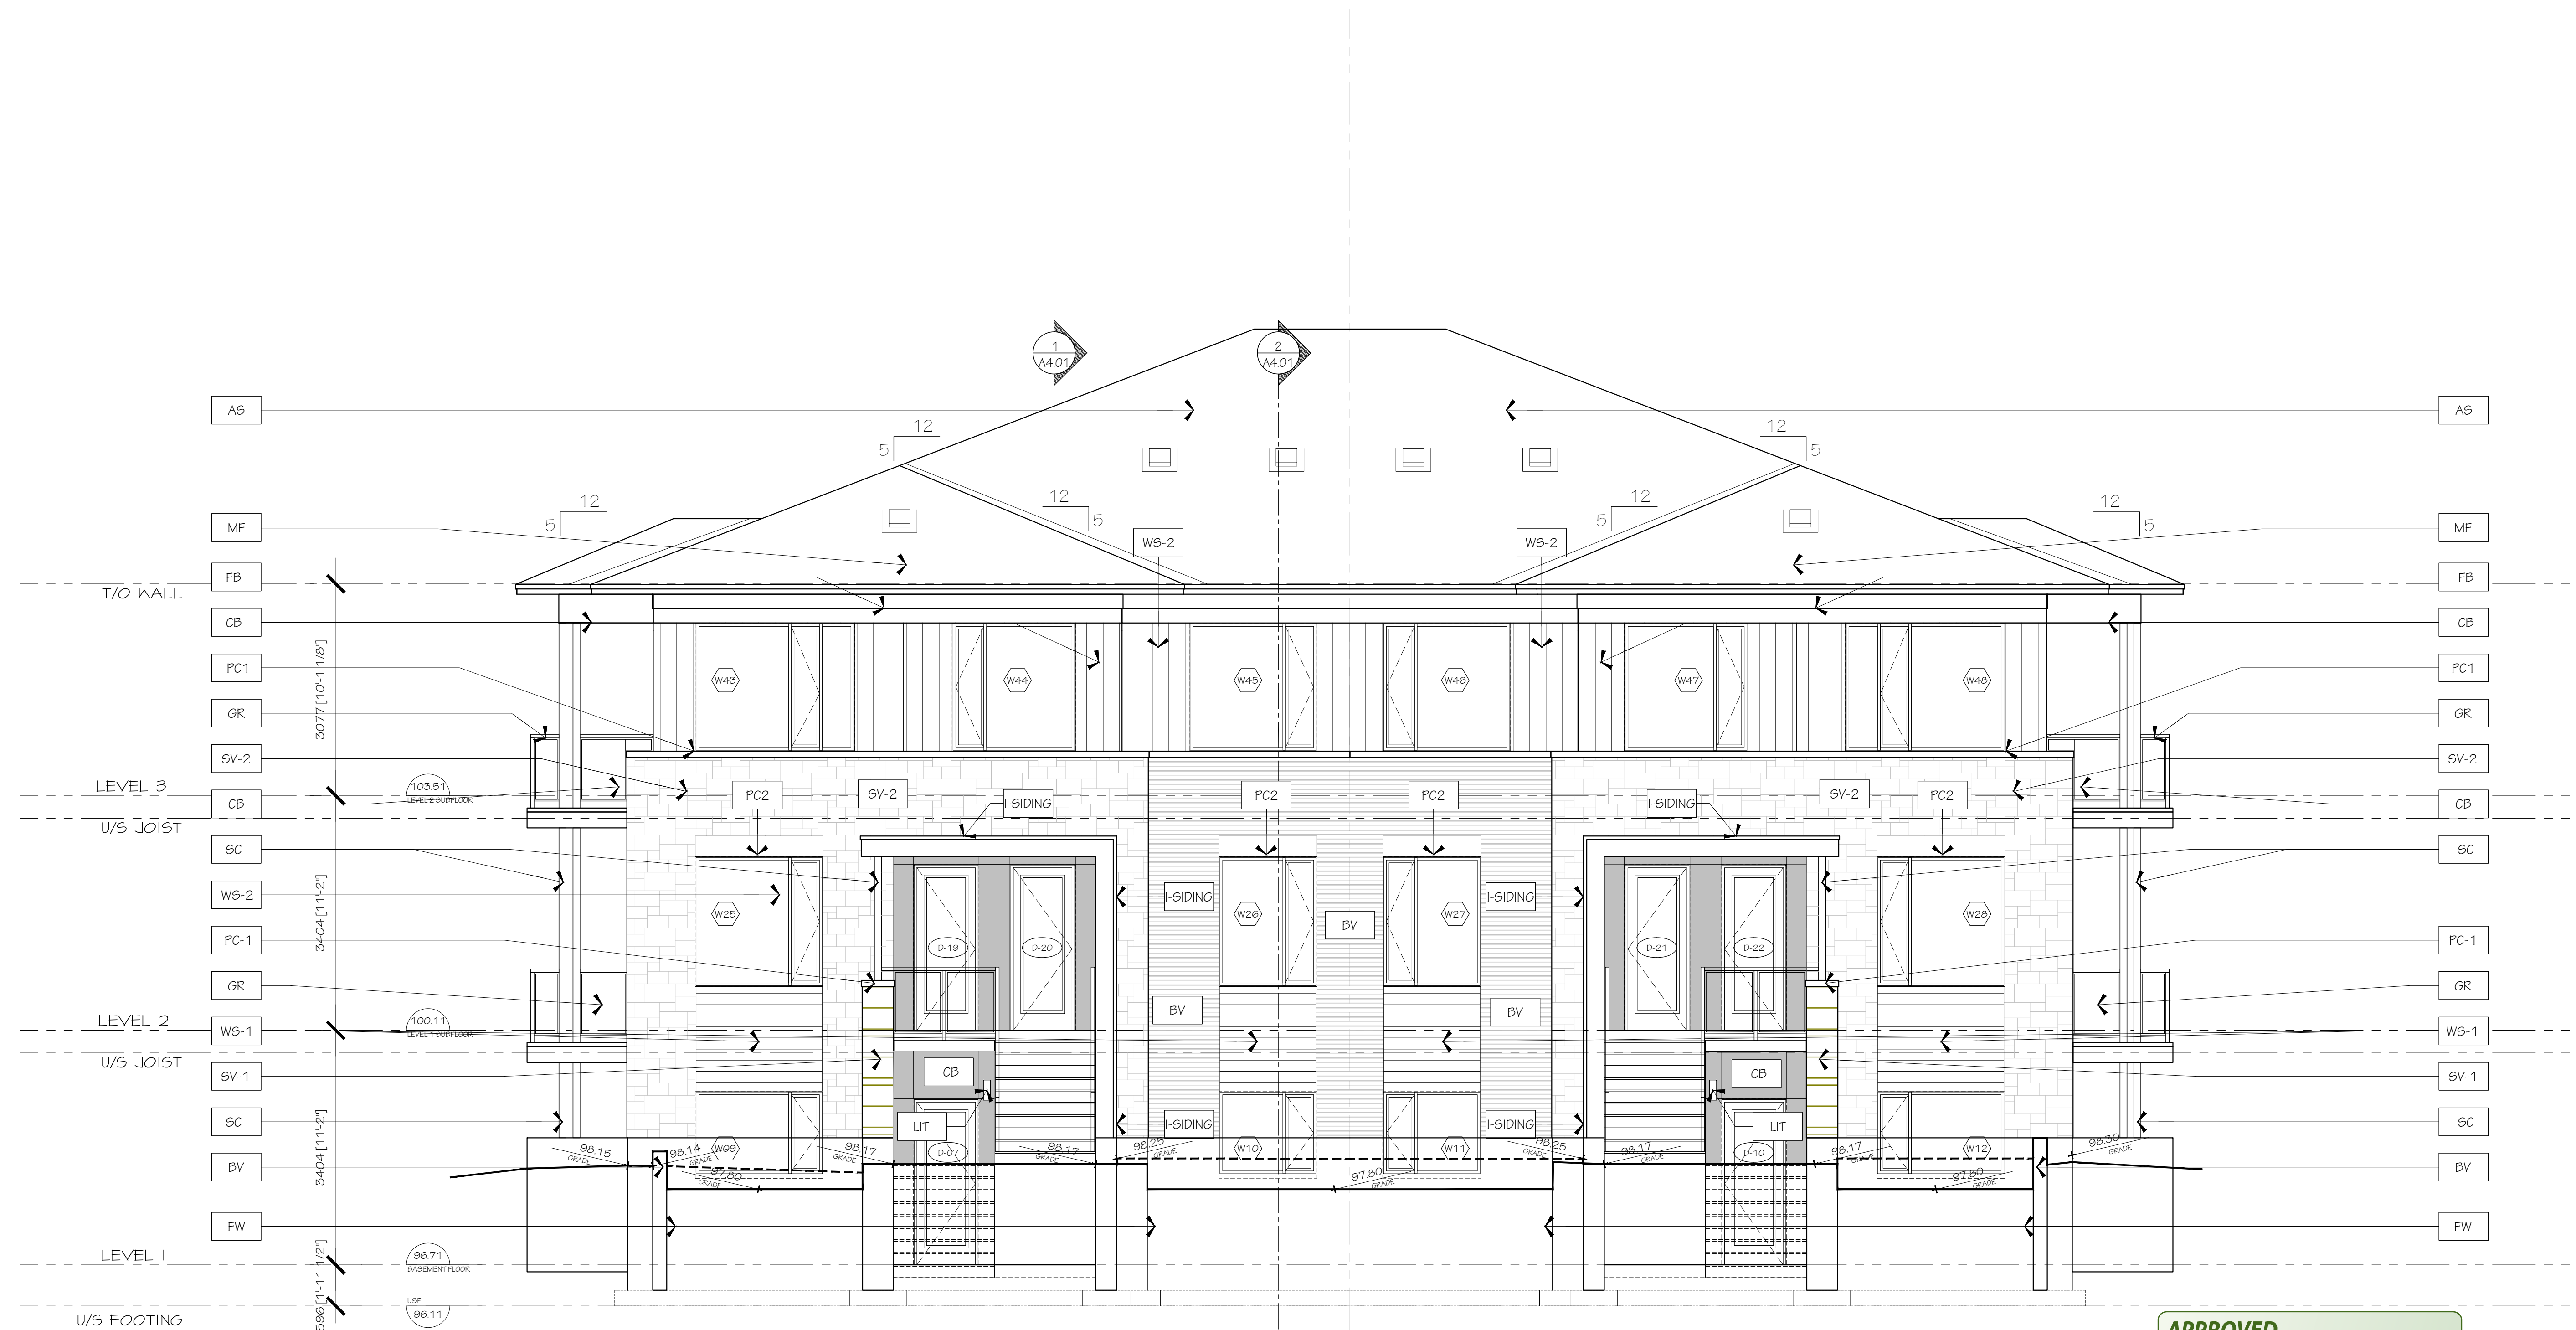 1
A4.01
2
A4.01
AS
AS
12
5
12
5
12
5
12
5
12
5
12
5
MF
MF
WS-2
WS-2
FB
FB
T/O WALL
CB
CB
3077 [10'-1 1/8"]
PC1
PC1
W43
W44
W45
W46
W47
W48
GR
GR
SV-2
SV-2
LEVEL 3
103.51
LEVEL 2 SUBFLOOR
PC2
SV-2
I-SIDING
PC2
PC2
I-SIDING
SV-2
PC2
CB
CB
U/S JOIST
SC
SC
3404 [11'-2"]
WS-2
I-SIDING
I-SIDING
W25
W26
BV
W27
W28
PC-1
D-19
D-20
D-21
D-22
PC-1
GR
GR
BV
BV
LEVEL 2
100.11
LEVEL 1 SUBFLOOR
WS-1
WS-1
U/S JOIST
SV-1
CB
CB
SV-1
SC
LIT
I-SIDING
I-SIDING
LIT
SC
3404 [11'-2"]
98.15
GRADE
98.14
GRADE
W09
98.17
GRADE
D-07
98.17
GRADE
98.25
GRADE
W10
W11
98.25
GRADE
98.17
GRADE
D-10
98.17
GRADE
W12
98.30
GRADE
BV
97.80
GRADE
97.80
GRADE
97.80
GRADE
BV
FW
FW
LEVEL 1
96.71
BASEMENT FLOOR
596 [1'-11 1/2"]
USF
96.11
U/S FOOTING
APPROVED